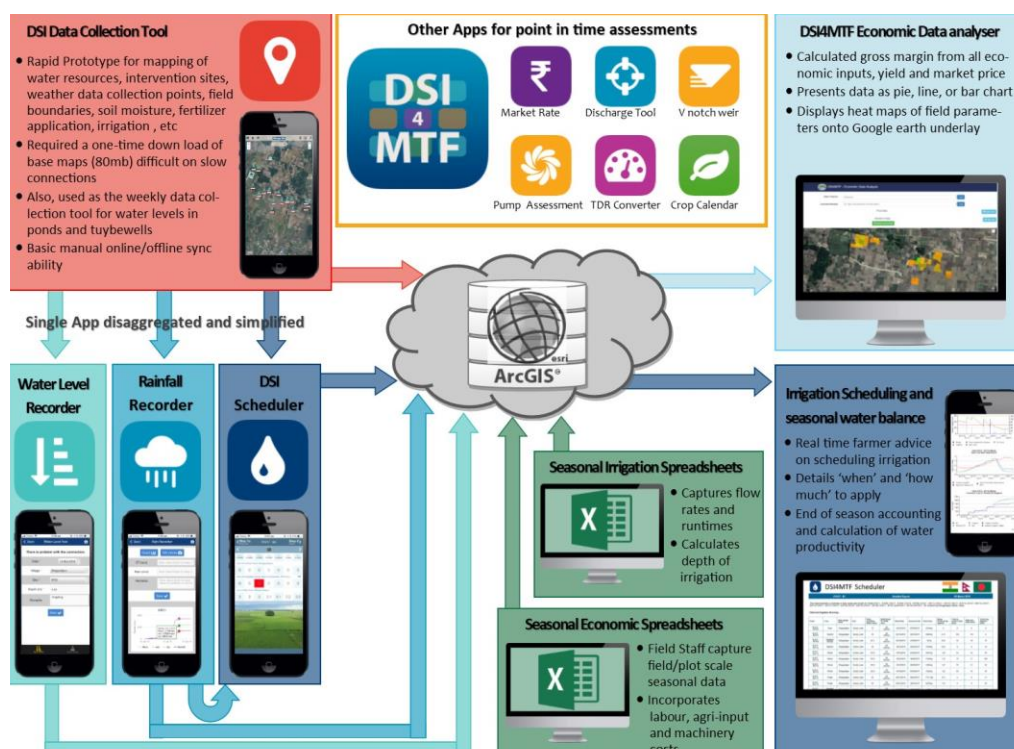 DSI Data Collection Tool
• Rapid Prototype for mapping of
water resources, intervention sites,
weather data collection points, field
boundaries, soil moisture, fertilizer
application, irrigation , etc
• Required a one-time down load of
base maps (80mb) difficult on slow
connections
• Also, used as the weekly data col-
lection tool for water levels in
ponds and tuybewells
• Basic manual online/offline sync
ability
Other Apps for point in time assessments
DSI
4
MTF
₹
Market Rate
Discharge Tool
V notch weir
Pump Assessment
TDR Converter
Crop Calendar
DSI4MTF Economic Data analyser
• Calculated gross margin from all eco-
nomic inputs, yield and market price
• Presents data as pie, line, or bar chart
• Displays heat maps of field parame-
ters onto Google earth underlay
Single App disaggregated and simplified
Water Level
Recorder
Rainfall
Recorder
DSI
Scheduler
esri
ArcGIS®
Seasonal Irrigation Spreadsheets
X
• Captures flow
rates and
runtimes
• Calculates
depth of
irrigation
Seasonal Economic Spreadsheets
X
• Field Staff capture
field/plot scale
seasonal data
• Incorporates
labour, agri-input
and machinery
costs
Irrigation Scheduling and
seasonal water balance
• Real time farmer advice
on scheduling irrigation
• Details ‘when’ and ‘how
much’ to apply
• End of season accounting
and calculation of water
productivity
DSI4MTF Scheduler